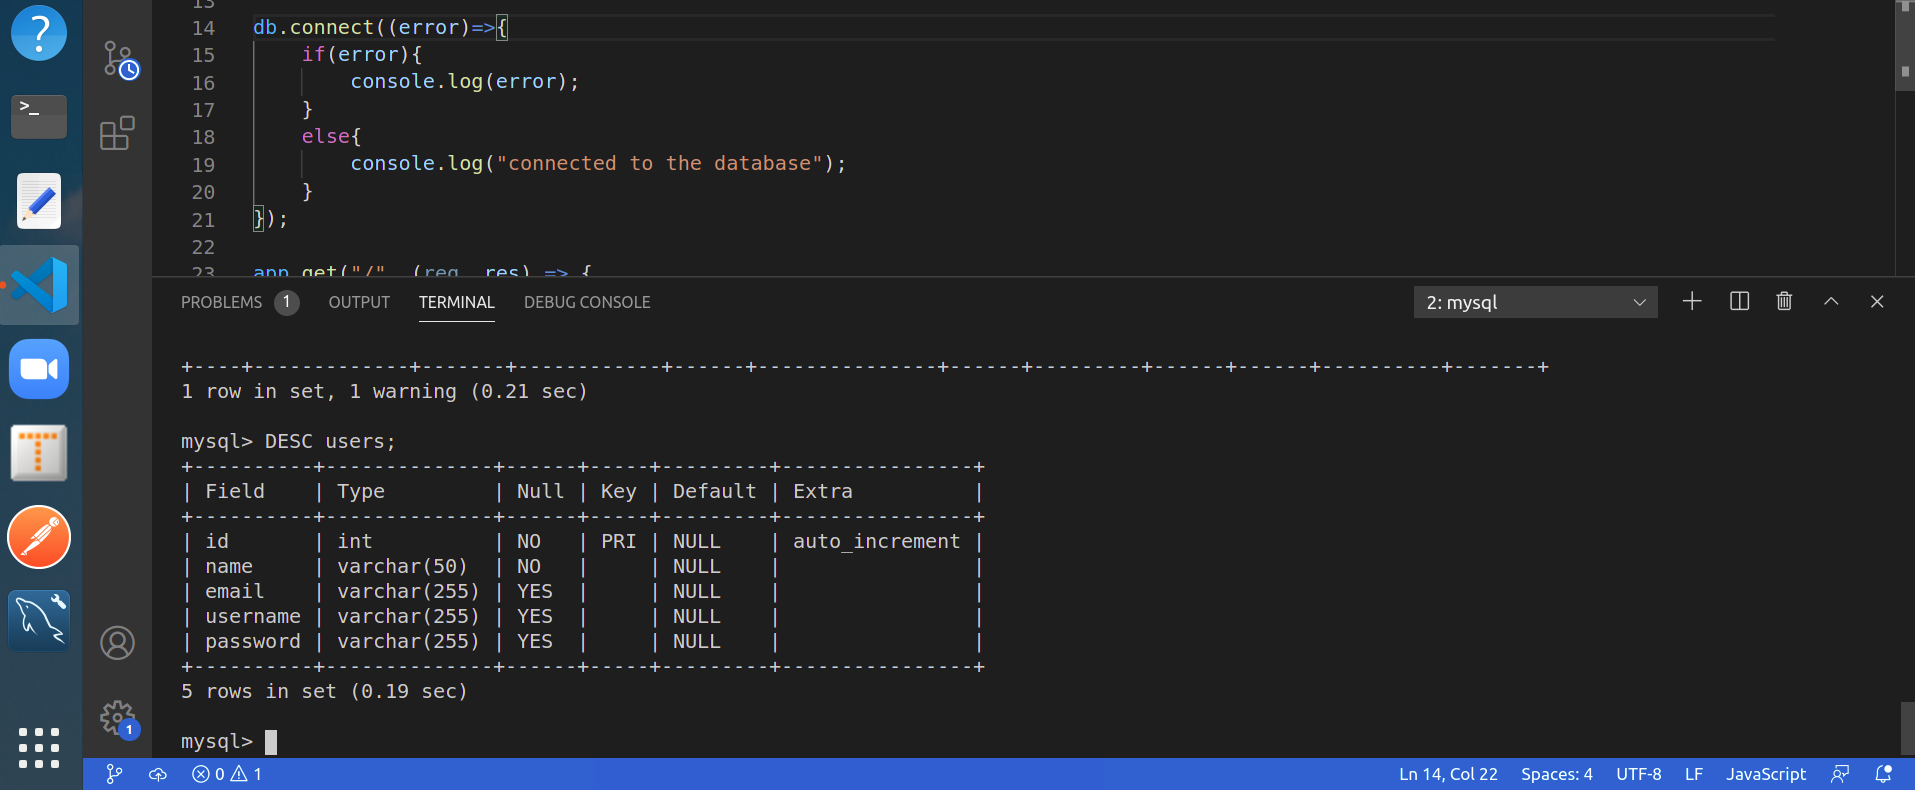 13
14 db.connect((error)=>{
15     if(error){
16         console.log(error);
17     }
18     else{
19         console.log("connected to the database");
20     }
21 });
22
23 app.get("/", (req, res) => {
PROBLEMS 1 OUTPUT TERMINAL DEBUG CONSOLE 2: mysql
+----+-------------+-------+------------+------+---------------+------+---------+------+------+----------+-------+
1 row in set, 1 warning (0.21 sec)
mysql> DESC users;
+----------+--------------+------+-----+---------+----------------+
| Field    | Type         | Null | Key | Default | Extra          |
+----------+--------------+------+-----+---------+----------------+
| id       | int          | NO   | PRI | NULL    | auto_increment |
| name     | varchar(50)  | NO   |     | NULL    |                |
| email    | varchar(255) | YES  |     | NULL    |                |
| username | varchar(255) | YES  |     | NULL    |                |
| password | varchar(255) | YES  |     | NULL    |                |
+----------+--------------+------+-----+---------+----------------+
5 rows in set (0.19 sec)
mysql>
1
0 1 Ln 14, Col 22 Spaces: 4 UTF-8 LF JavaScript